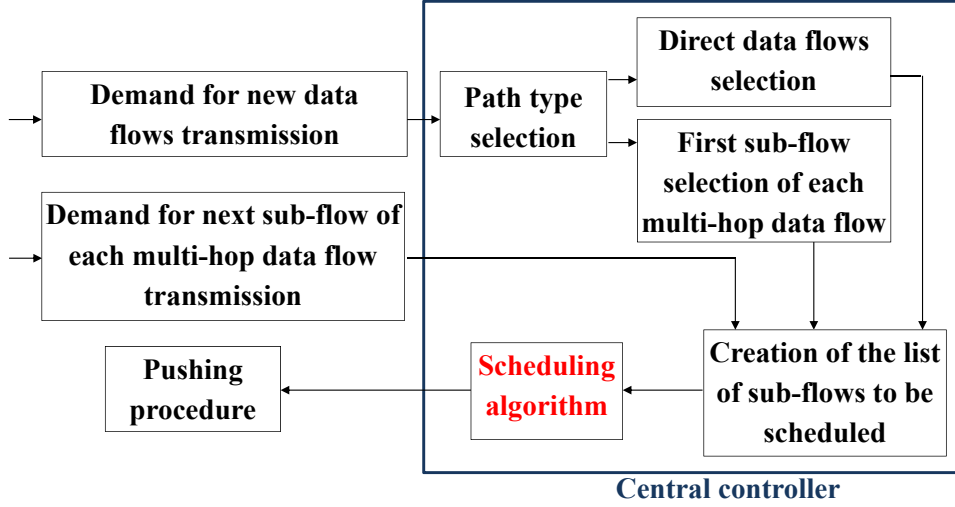 Demand for new data
flows transmission
Path type
selection
Direct data flows
selection
First sub-flow
selection of each
multi-hop data flow
Demand for next sub-flow of
each multi-hop data flow
transmission
Pushing
procedure
Scheduling
algorithm
Creation of the list
of sub-flows to be
scheduled
Central controller